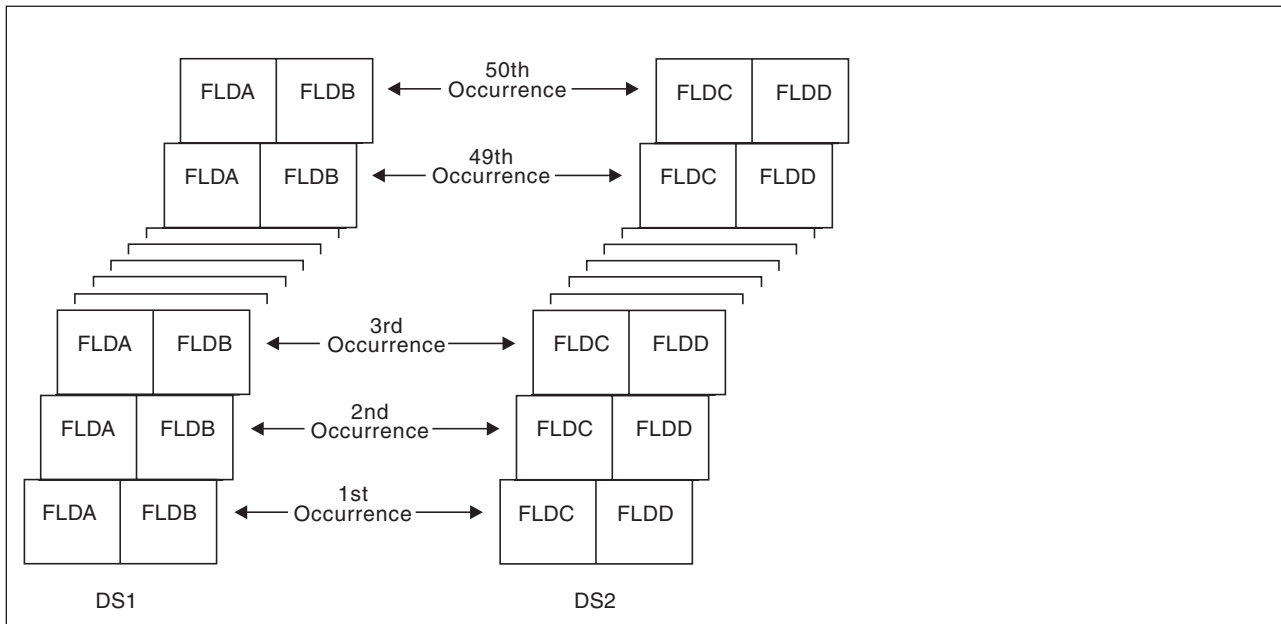 50th
FLDA FLDB Occurrence FLDC FLDD
49th
FLDA FLDB Occurrence FLDC FLDD
3rd
FLDA FLDB Occurrence FLDC FLDD
2nd
FLDA FLDB Occurrence FLDC FLDD
1st
FLDA FLDB Occurrence FLDC FLDD
DS1 DS2